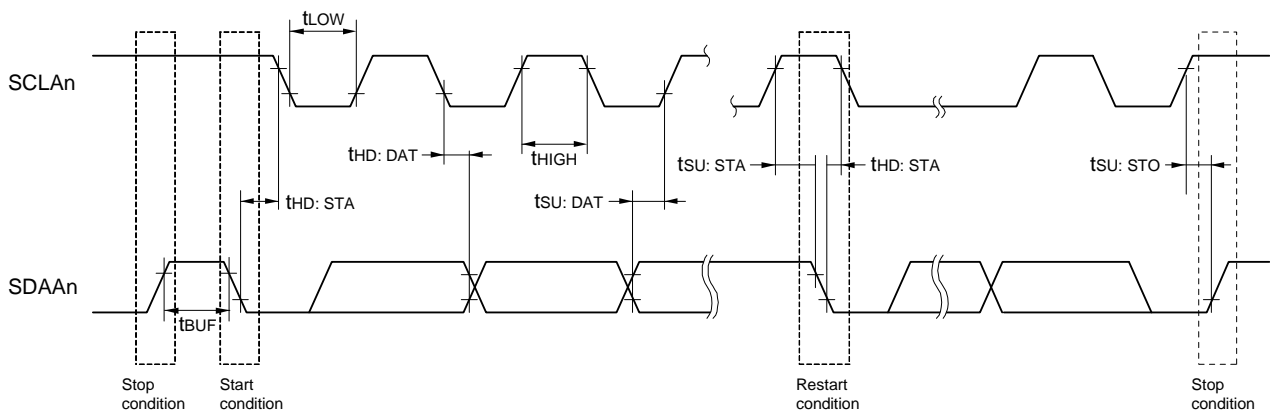 tLOW
SCLAn
tHD: DAT
tHIGH
tSU: STA
tHD: STA
tSU: STO
tHD: STA
tSU: DAT
SDAAn
tBUF
Stop
condition
Start
condition
Restart
condition
Stop
condition